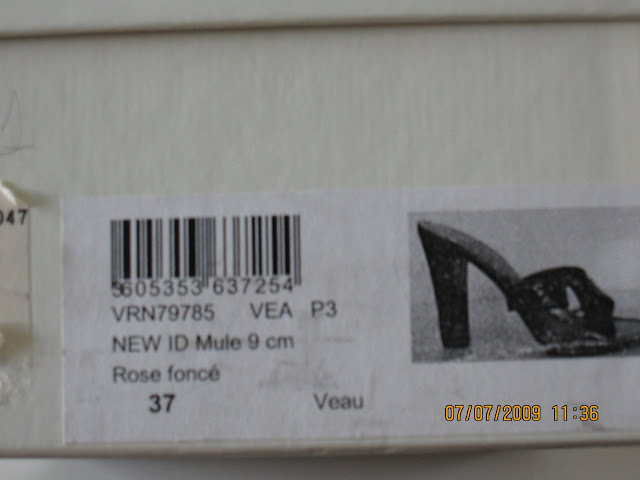 047
3605353 637254
VRN79785 VEA P3
NEW ID Mule 9 cm
Rose foncé
37 Veau
07/07/2009 11:36